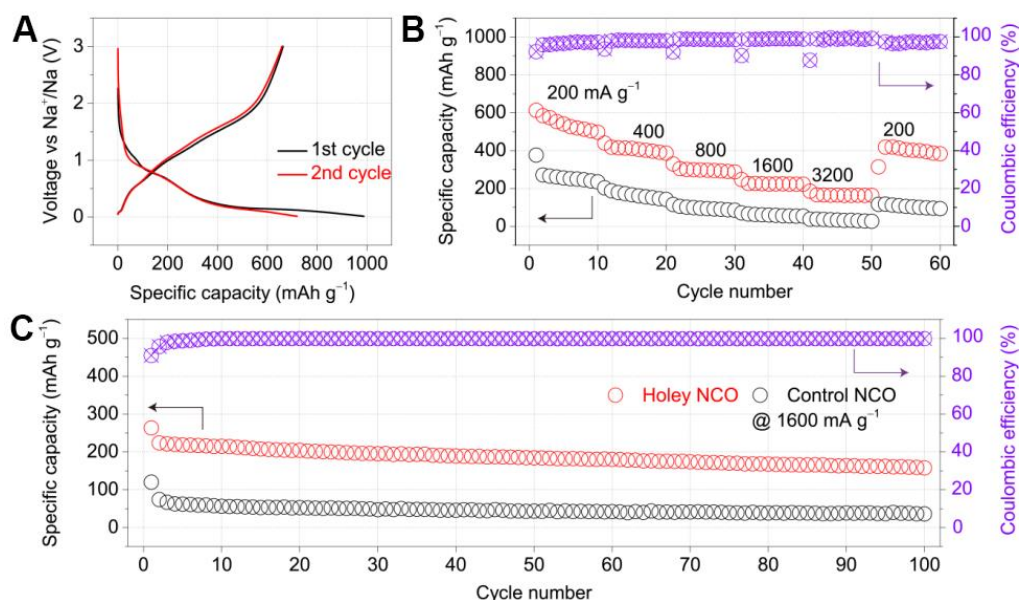 A
Voltage vs Na⁺/Na (V)
3
2
1
0
1st cycle
2nd cycle
0 200 400 600 800 1000
Specific capacity (mAh g⁻¹)
B
Specific capacity (mAh g⁻¹)
1000
800
600
400
200
0
200 mA g⁻¹
400
800
1600
3200
200
100
80
60
40
20
0
Coulombic efficiency (%)
0 10 20 30 40 50 60
Cycle number
C
Specific capacity (mAh g⁻¹)
500
400
300
200
100
0
Holey NCO Control NCO
@ 1600 mA g⁻¹
100
80
60
40
20
0
Coulombic efficiency (%)
0 10 20 30 40 50 60 70 80 90 100
Cycle number